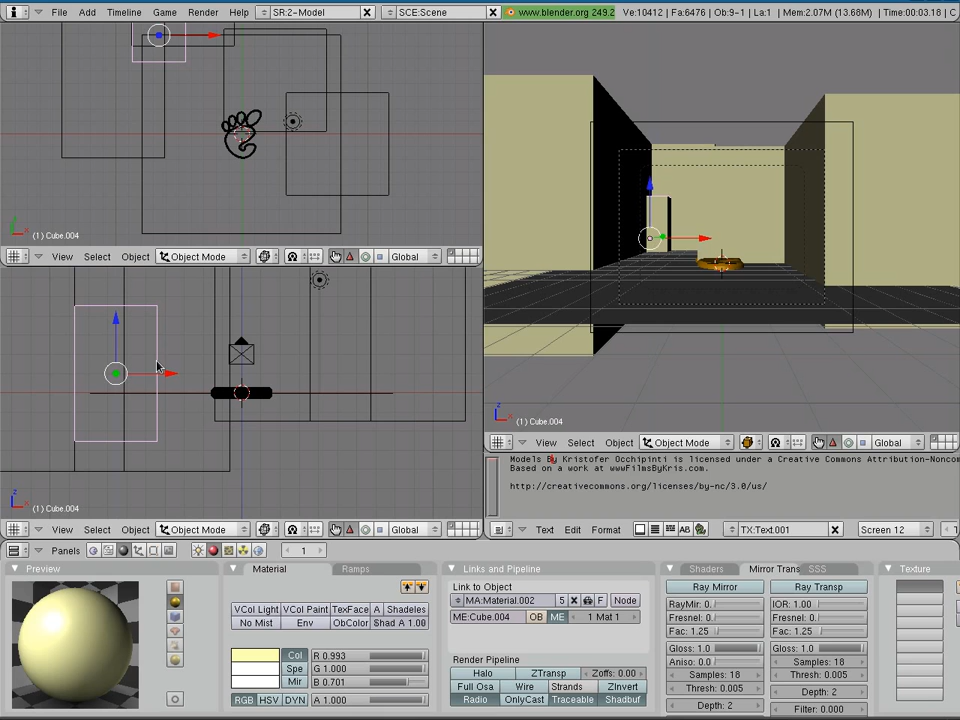 File Add Timeline Game Render Help SR:2-Model SCE:Scene www.blender.org 249.2 Ve:10412 | Fa:6476 | Ob:9-1 | La:1 | Mem:2.07M (13.68M) | Time:00:03.18 | C
(1) Cube.004
View Select Object Object Mode Global
(1) Cube.004
View Select Object Object Mode Global
(1) Cube.004
View Select Object Object Mode Global
Models By Kristofer Occhipinti is licensed under a Creative Commons Attribution-Noncom
Based on a work at wwwFilmsByKris.com.
http://creativecommons.org/licenses/by-nc/3.0/us/
Text Edit Format AB TX:Text.001 Screen 12
Panels 1
Preview
Material Ramps
VCol Light VCol Paint TexFace A Shadeles
No Mist Env ObColor Shad A 1.00
Col R 0.993
Spe G 1.000
Mir B 0.701
RGB HSV DYN A 1.000
Links and Pipeline
Link to Object
MA:Material.002 5 F Node
ME:Cube.004 OB ME 1 Mat 1
Render Pipeline
Halo ZTransp Zoffs: 0.00
Full Osa Wire Strands ZInvert
Radio OnlyCast Traceable Shadbuf
Shaders Mirror Trans SSS
Ray Mirror Ray Transp
RayMir: 0. IOR: 1.00
Fresnel: 0. Fresnel: 0.
Fac: 1.25 Fac: 1.25
Gloss: 1.0 Gloss: 1.0
Aniso: 0.0 Samples: 18
Samples: 18 Thresh: 0.005
Thresh: 0.005 Depth: 2
Depth: 2 Filter: 0.000
Texture